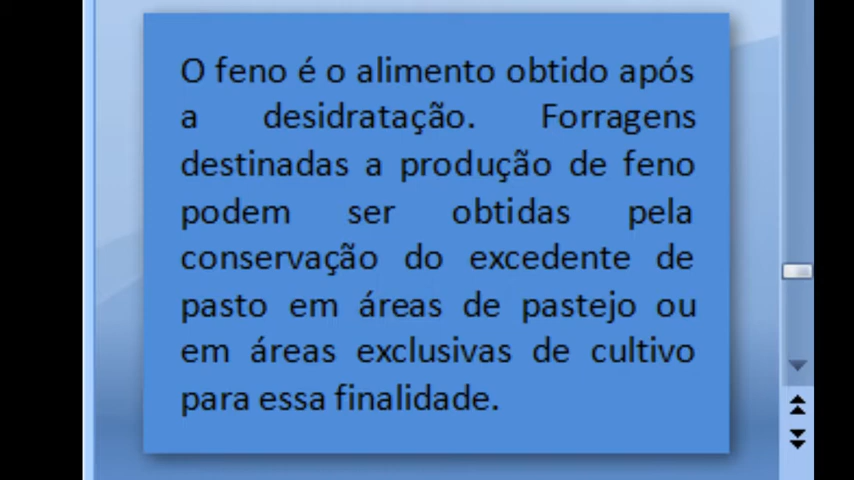 O feno é o alimento obtido após
a desidratação. Forragens
destinadas a produção de feno
podem ser obtidas pela
conservação do excedente de
pasto em áreas de pastejo ou
em áreas exclusivas de cultivo
para essa finalidade.